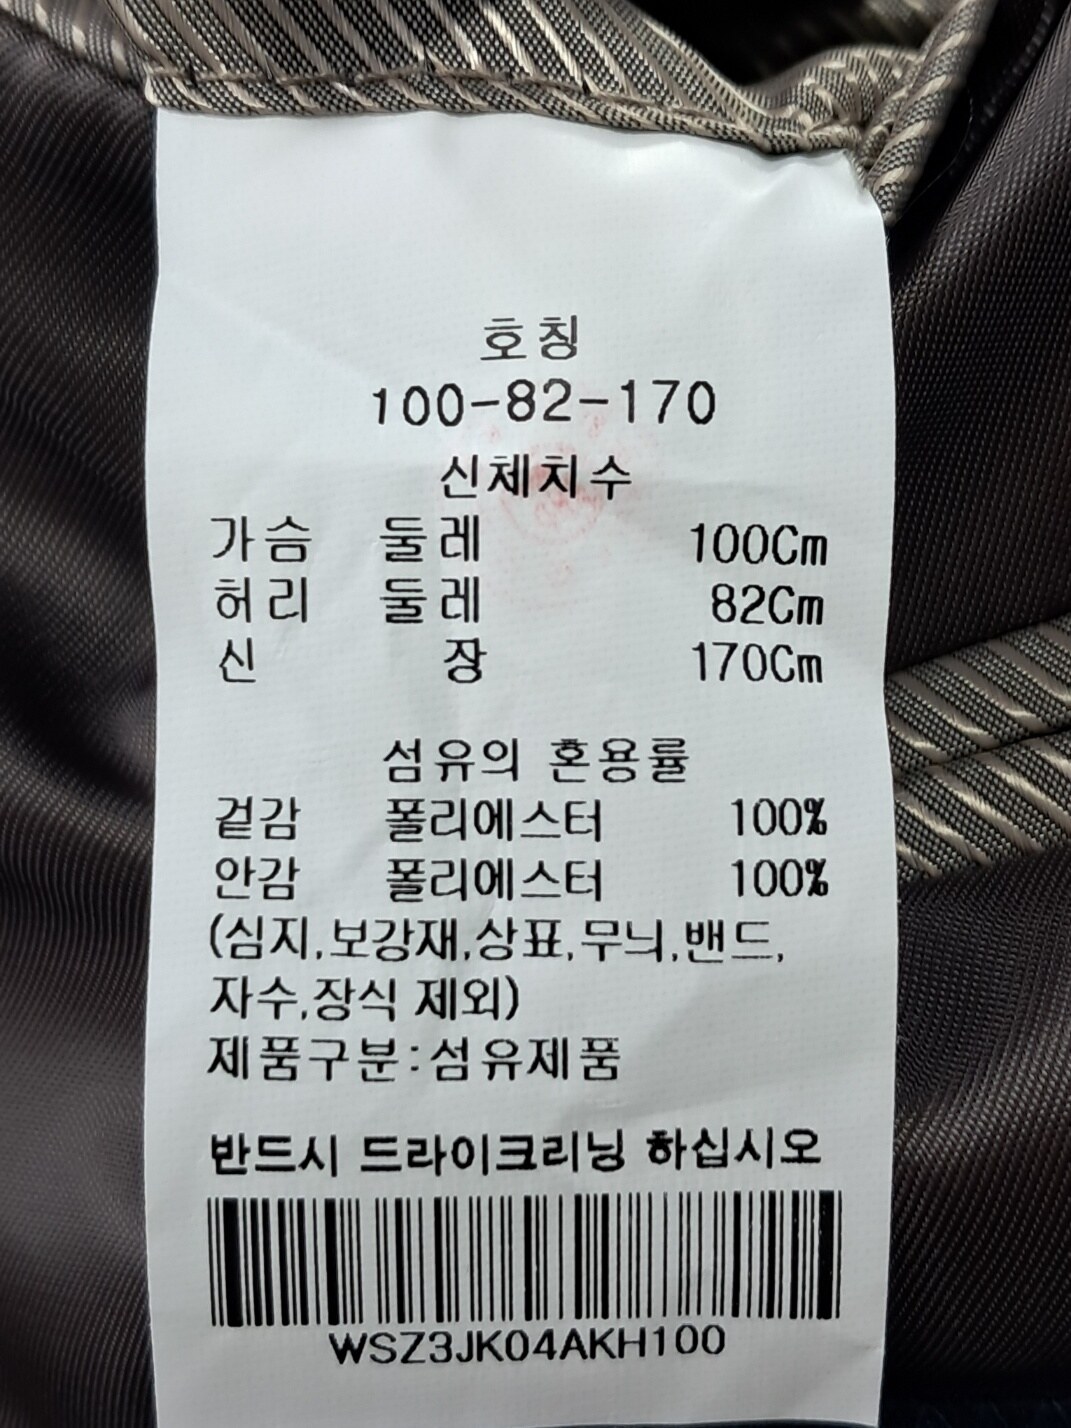 호칭
100-82-170
신체치수
가슴 둘레 100Cm
허리 둘레 82Cm
신 장 170Cm
섬유의 혼용률
겉감 폴리에스터 100%
안감 폴리에스터 100%
(심지,보강재,상표,무늬,밴드,
자수,장식 제외)
제품구분:섬유제품
반드시 드라이크리닝 하십시오
WSZ3JK04AKH100